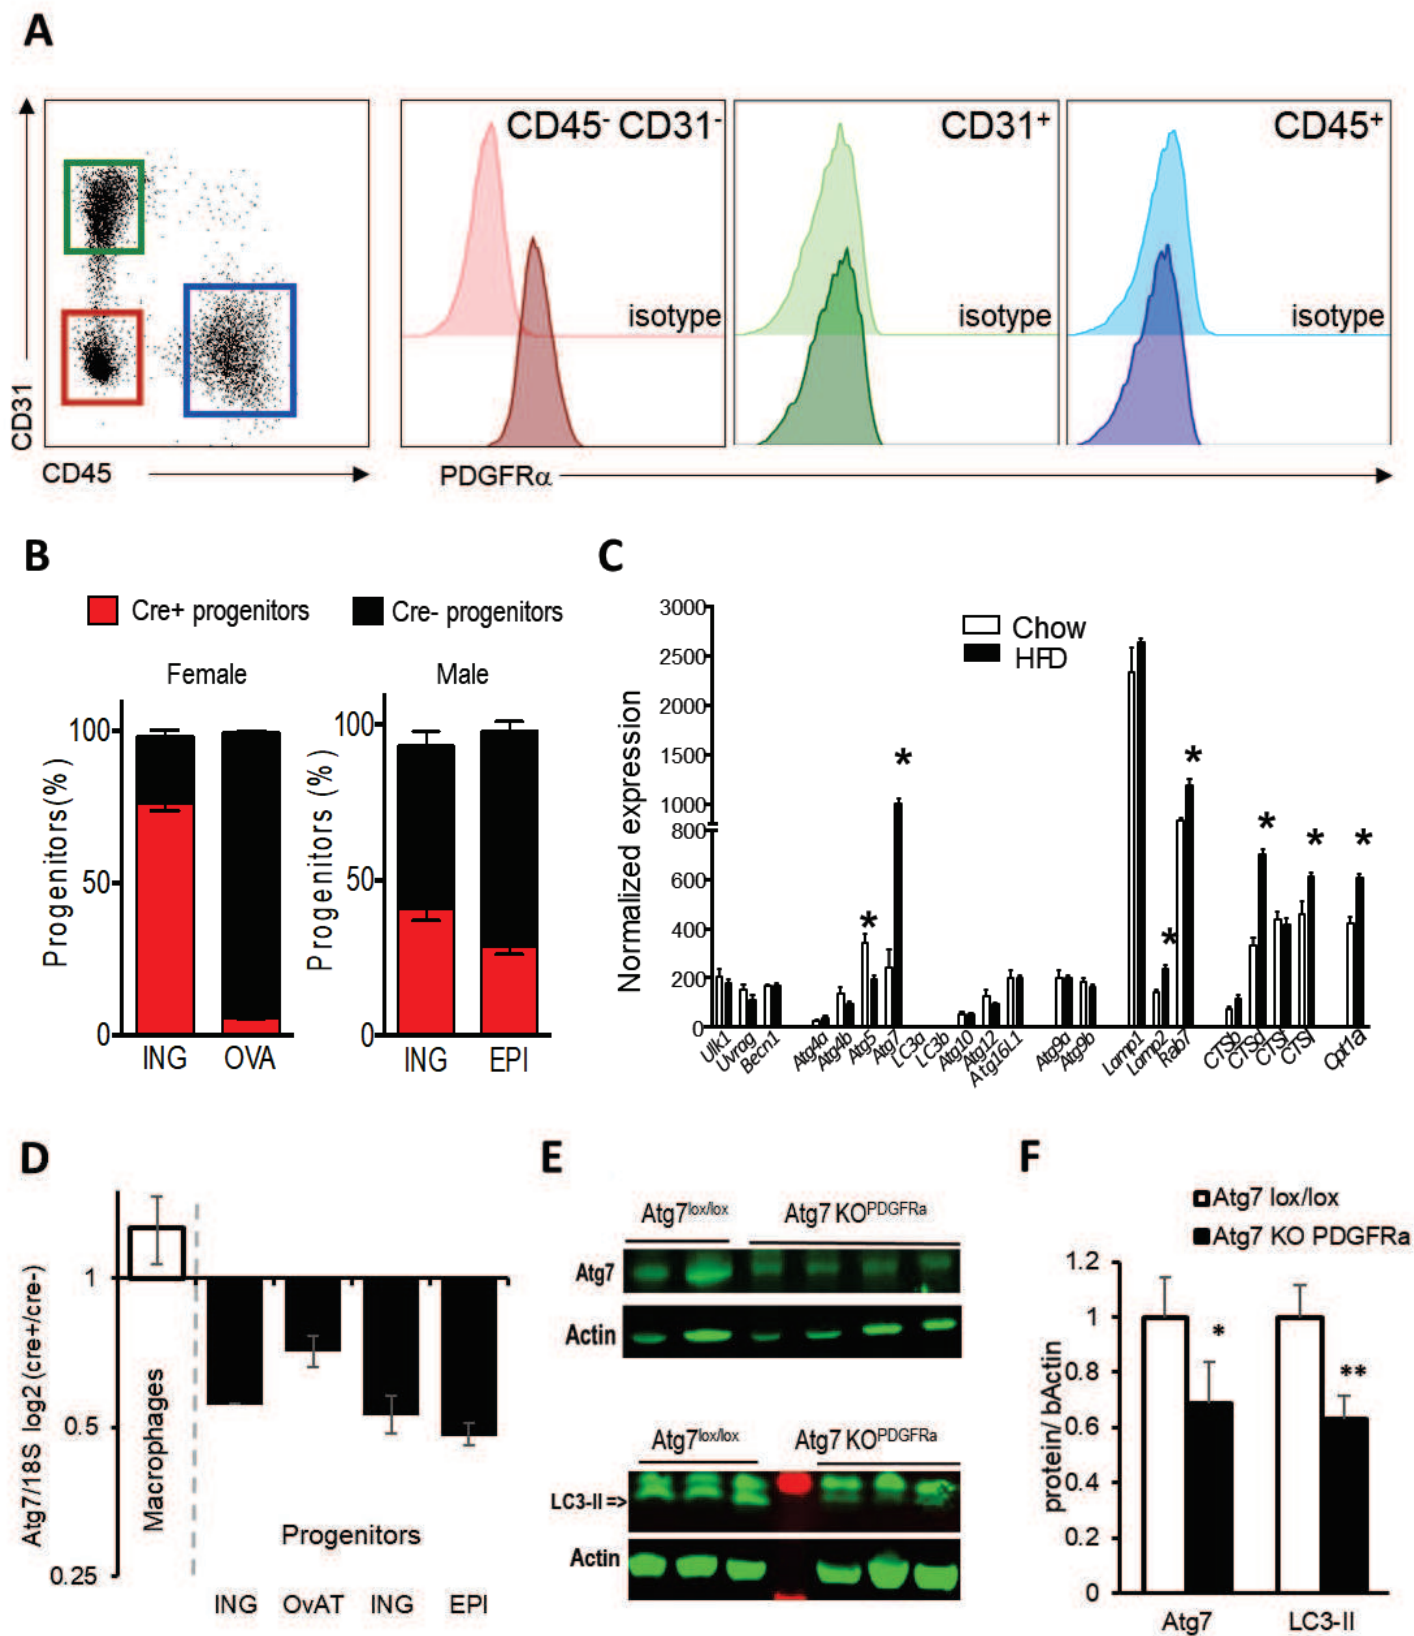 A
CD45- CD31-
CD31+
CD45+
isotype
isotype
isotype
CD31
CD45
PDGFRα
B
Cre+ progenitors
Cre- progenitors
Female
Male
Progenitors(%)
100
50
0
ING
OVA
Progenitors (%)
100
50
0
ING
EPI
C
Chow
HFD
Normalized expression
3000
2500
2000
1500
1000
800
600
400
200
0
*
*
*
*
*
*
*
Ulk1
Uvrag
Becn1
Atg4a
Atg4b
Atg5
Atg7
LC3a
LC3b
Atg10
Atg12
Atg16L1
Atg9a
Atg9b
Lamp1
Lamp2
Rab7
CTSb
CTSd
CTSf
CTSl
Cpt1a
D
Atg7/18S log2 (cre+/cre-)
1
0.5
0.25
Macrophages
Progenitors
ING
OvAT
ING
EPI
E
Atg7lox/lox
Atg7 KOPDGFRa
Atg7
Actin
Atg7lox/lox
Atg7 KOPDGFRa
LC3-II =>
Actin
F
Atg7 lox/lox
Atg7 KO PDGFRa
protein/ bActin
1.2
1
0.8
0.6
0.4
0.2
0
*
**
Atg7
LC3-II